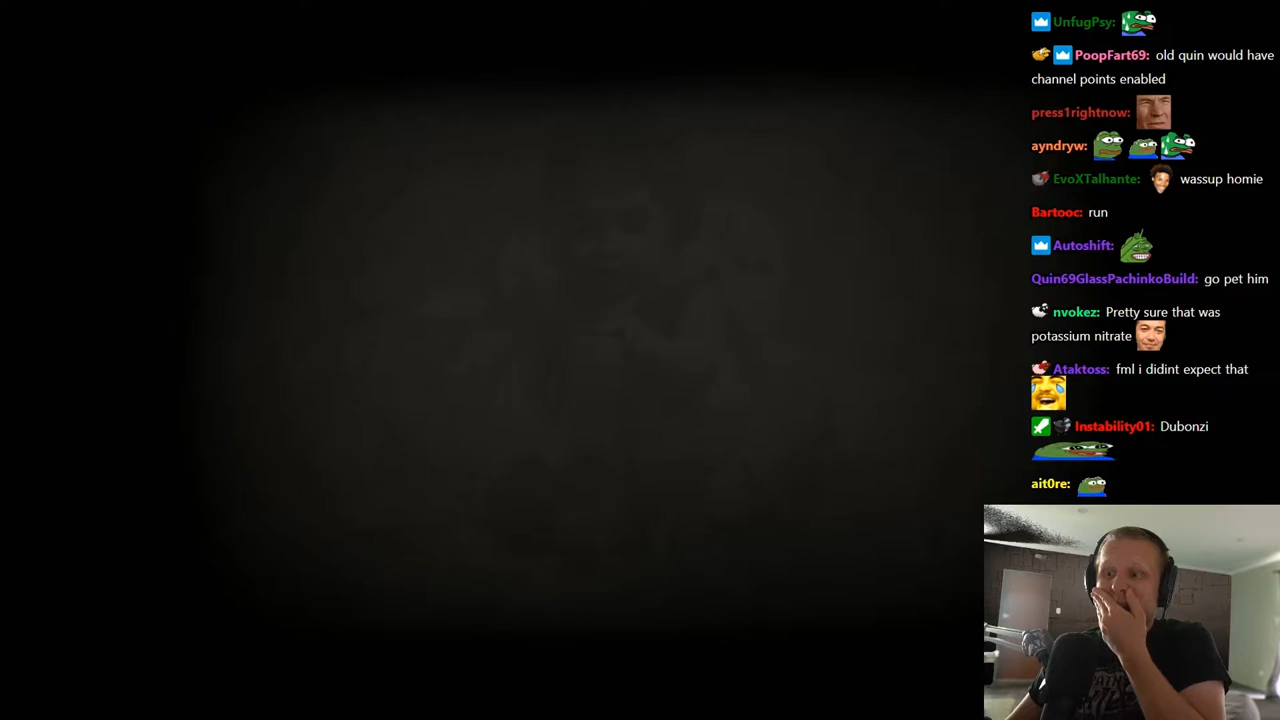 UnfugPsy:
PoopFart69: old quin would have
channel points enabled
press1rightnow:
ayndryw:
EvoXTalhante: wassup homie
Bartooc: run
Autoshift:
Quin69GlassPachinkoBuild: go pet him
nvokez: Pretty sure that was
potassium nitrate
Ataktoss: fml i didint expect that
Instability01: Dubonzi
ait0re: